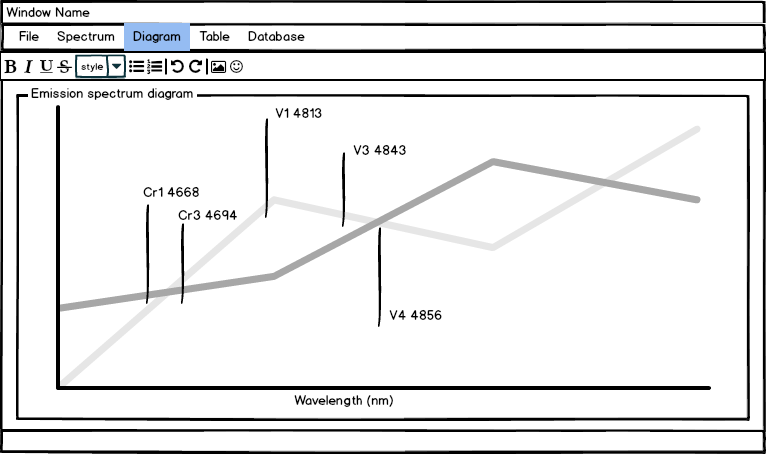 Window Name
File Spectrum Diagram Table Database
B I U S style
Emission spectrum diagram
V1 4813
V3 4843
Cr1 4668
Cr3 4694
V4 4856
Wavelength (nm)